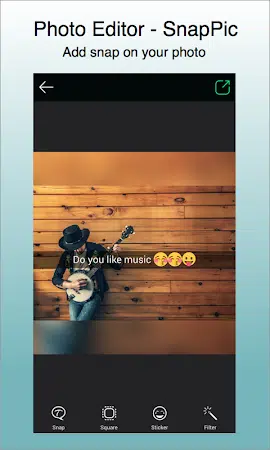 Photo Editor - SnapPic
Add snap on your photo
Do you like music 😚😚😜
Snap
Square
Sticker
Filter